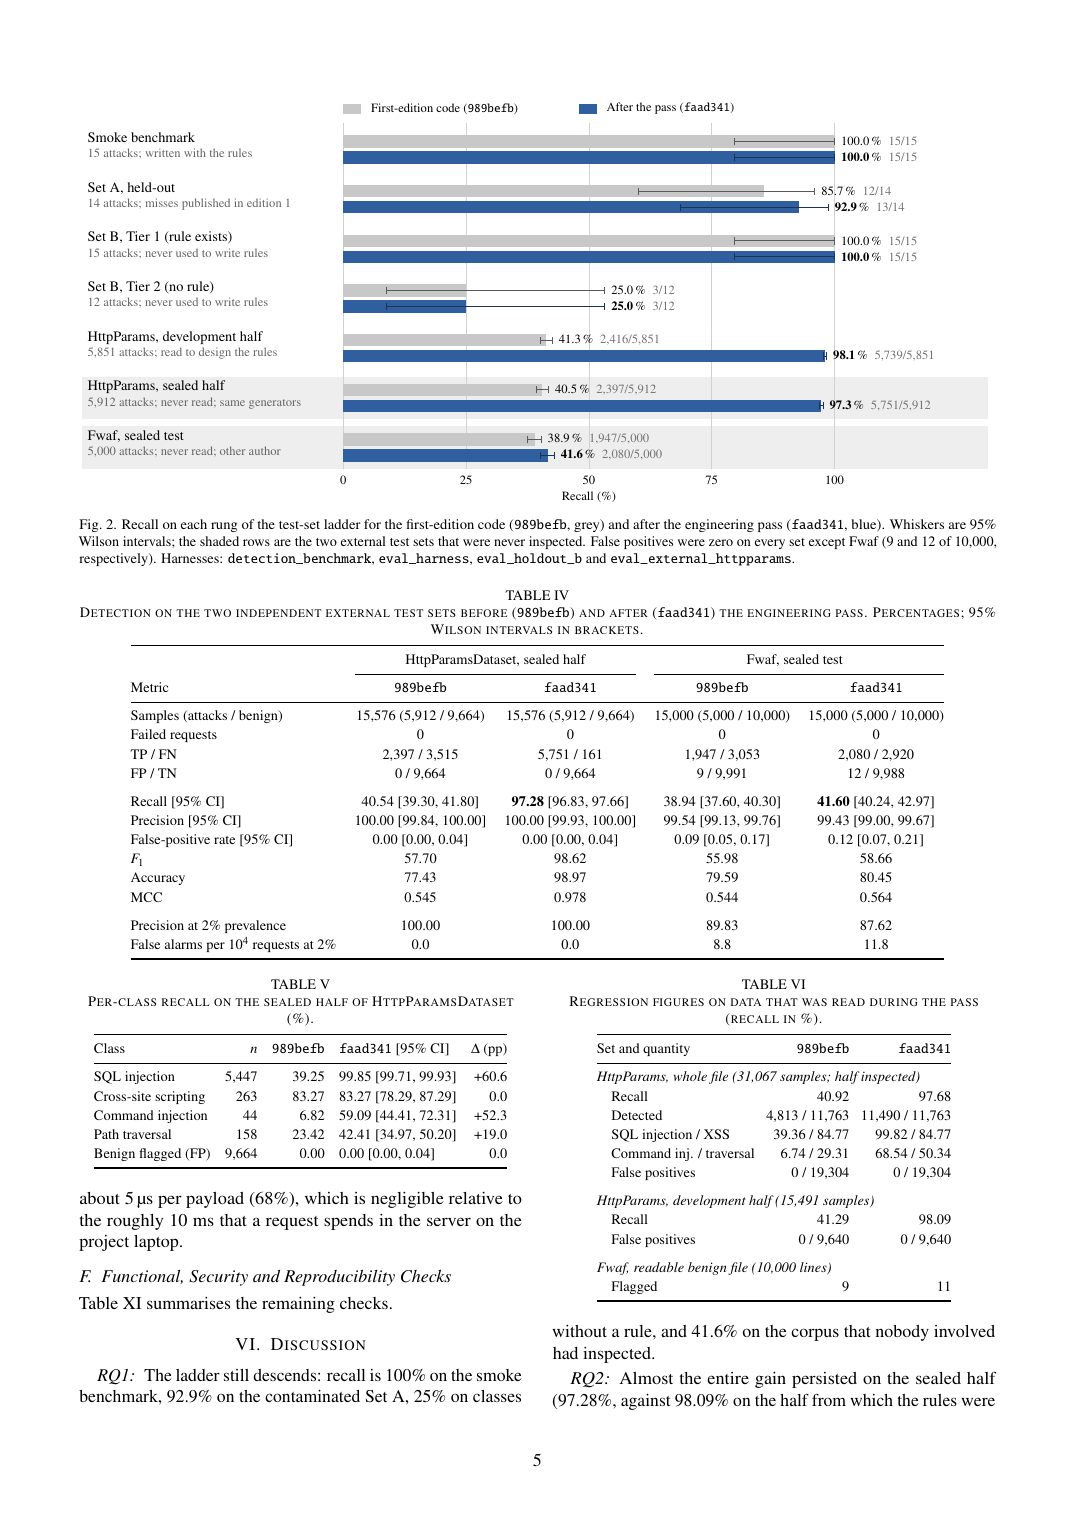 First-edition code (989befb) After the pass (faad341)
Smoke benchmark
15 attacks; written with the rules
100.0 % 15/15
100.0 % 15/15
Set A, held-out
14 attacks; misses published in edition 1
85.7 % 12/14
92.9 % 13/14
Set B, Tier 1 (rule exists)
15 attacks; never used to write rules
100.0 % 15/15
100.0 % 15/15
Set B, Tier 2 (no rule)
12 attacks; never used to write rules
25.0 % 3/12
25.0 % 3/12
HttpParams, development half
5,851 attacks; read to design the rules
41.3 % 2,416/5,851
98.1 % 5,739/5,851
HttpParams, sealed half
5,912 attacks; never read; same generators
40.5 % 2,397/5,912
97.3 % 5,751/5,912
Fwaf, sealed test
5,000 attacks; never read; other author
38.9 % 1,947/5,000
41.6 % 2,080/5,000
0 25 50 75 100
Recall (%)
Fig. 2. Recall on each rung of the test-set ladder for the first-edition code (989befb, grey) and after the engineering pass (faad341, blue). Whiskers are 95%
Wilson intervals; the shaded rows are the two external test sets that were never inspected. False positives were zero on every set except Fwaf (9 and 12 of 10,000,
respectively). Harnesses: detection_benchmark, eval_harness, eval_holdout_b and eval_external_httpparams.
TABLE IV
DETECTION ON THE TWO INDEPENDENT EXTERNAL TEST SETS BEFORE (989befb) AND AFTER (faad341) THE ENGINEERING PASS. PERCENTAGES; 95%
WILSON INTERVALS IN BRACKETS.
HttpParamsDataset, sealed half Fwaf, sealed test
Metric 989befb faad341 989befb faad341
Samples (attacks / benign) 15,576 (5,912 / 9,664) 15,576 (5,912 / 9,664) 15,000 (5,000 / 10,000) 15,000 (5,000 / 10,000)
Failed requests 0 0 0 0
TP / FN 2,397 / 3,515 5,751 / 161 1,947 / 3,053 2,080 / 2,920
FP / TN 0 / 9,664 0 / 9,664 9 / 9,991 12 / 9,988
Recall [95% CI] 40.54 [39.30, 41.80] 97.28 [96.83, 97.66] 38.94 [37.60, 40.30] 41.60 [40.24, 42.97]
Precision [95% CI] 100.00 [99.84, 100.00] 100.00 [99.93, 100.00] 99.54 [99.13, 99.76] 99.43 [99.00, 99.67]
False-positive rate [95% CI] 0.00 [0.00, 0.04] 0.00 [0.00, 0.04] 0.09 [0.05, 0.17] 0.12 [0.07, 0.21]
F1 57.70 98.62 55.98 58.66
Accuracy 77.43 98.97 79.59 80.45
MCC 0.545 0.978 0.544 0.564
Precision at 2% prevalence 100.00 100.00 89.83 87.62
False alarms per 10⁴ requests at 2% 0.0 0.0 8.8 11.8
TABLE V
PER-CLASS RECALL ON THE SEALED HALF OF HTTPPARAMSDATASET
(%).
Class n 989befb faad341 [95% CI] Δ (pp)
SQL injection 5,447 39.25 99.85 [99.71, 99.93] +60.6
Cross-site scripting 263 83.27 83.27 [78.29, 87.29] 0.0
Command injection 44 6.82 59.09 [44.41, 72.31] +52.3
Path traversal 158 23.42 42.41 [34.97, 50.20] +19.0
Benign flagged (FP) 9,664 0.00 0.00 [0.00, 0.04] 0.0
about 5 µs per payload (68%), which is negligible relative to
the roughly 10 ms that a request spends in the server on the
project laptop.
F. Functional, Security and Reproducibility Checks
Table XI summarises the remaining checks.
VI. DISCUSSION
RQ1: The ladder still descends: recall is 100% on the smoke
benchmark, 92.9% on the contaminated Set A, 25% on classes
TABLE VI
REGRESSION FIGURES ON DATA THAT WAS READ DURING THE PASS
(RECALL IN %).
Set and quantity 989befb faad341
HttpParams, whole file (31,067 samples; half inspected)
Recall 40.92 97.68
Detected 4,813 / 11,763 11,490 / 11,763
SQL injection / XSS 39.36 / 84.77 99.82 / 84.77
Command inj. / traversal 6.74 / 29.31 68.54 / 50.34
False positives 0 / 19,304 0 / 19,304
HttpParams, development half (15,491 samples)
Recall 41.29 98.09
False positives 0 / 9,640 0 / 9,640
Fwaf, readable benign file (10,000 lines)
Flagged 9 11
without a rule, and 41.6% on the corpus that nobody involved
had inspected.
RQ2: Almost the entire gain persisted on the sealed half
(97.28%, against 98.09% on the half from which the rules were
5